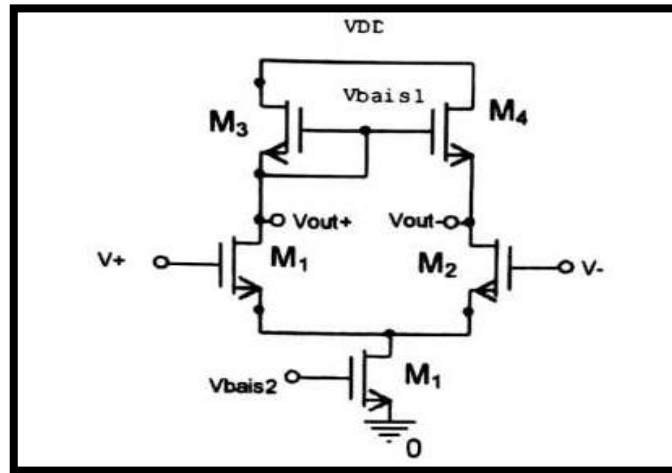 VDD
Vbais1
M3
M4
Vout+
Vout-
V+
M1
M2
V-
Vbais2
M1
0